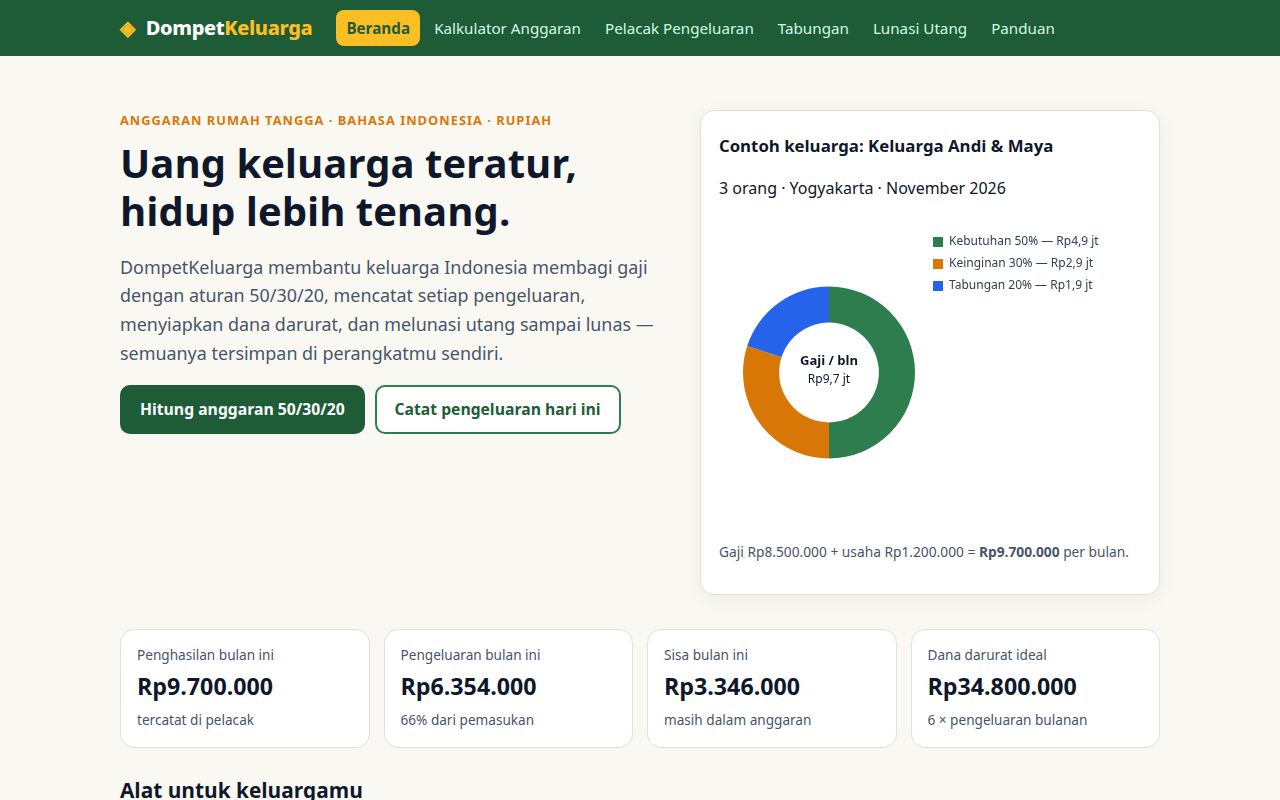 ◈ DompetKeluarga
Beranda
Kalkulator Anggaran
Pelacak Pengeluaran
Tabungan
Lunasi Utang
Panduan
ANGGARAN RUMAH TANGGA · BAHASA INDONESIA · RUPIAH
Uang keluarga teratur,
hidup lebih tenang.
DompetKeluarga membantu keluarga Indonesia membagi gaji
dengan aturan 50/30/20, mencatat setiap pengeluaran,
menyiapkan dana darurat, dan melunasi utang sampai lunas —
semuanya tersimpan di perangkatmu sendiri.
Hitung anggaran 50/30/20
Catat pengeluaran hari ini
Contoh keluarga: Keluarga Andi & Maya
3 orang · Yogyakarta · November 2026
Kebutuhan 50% — Rp4,9 jt
Keinginan 30% — Rp2,9 jt
Tabungan 20% — Rp1,9 jt
Gaji / bln
Rp9,7 jt
Gaji Rp8.500.000 + usaha Rp1.200.000 = Rp9.700.000 per bulan.
Penghasilan bulan ini
Rp9.700.000
tercatat di pelacak
Pengeluaran bulan ini
Rp6.354.000
66% dari pemasukan
Sisa bulan ini
Rp3.346.000
masih dalam anggaran
Dana darurat ideal
Rp34.800.000
6 × pengeluaran bulanan
Alat untuk keluargamu